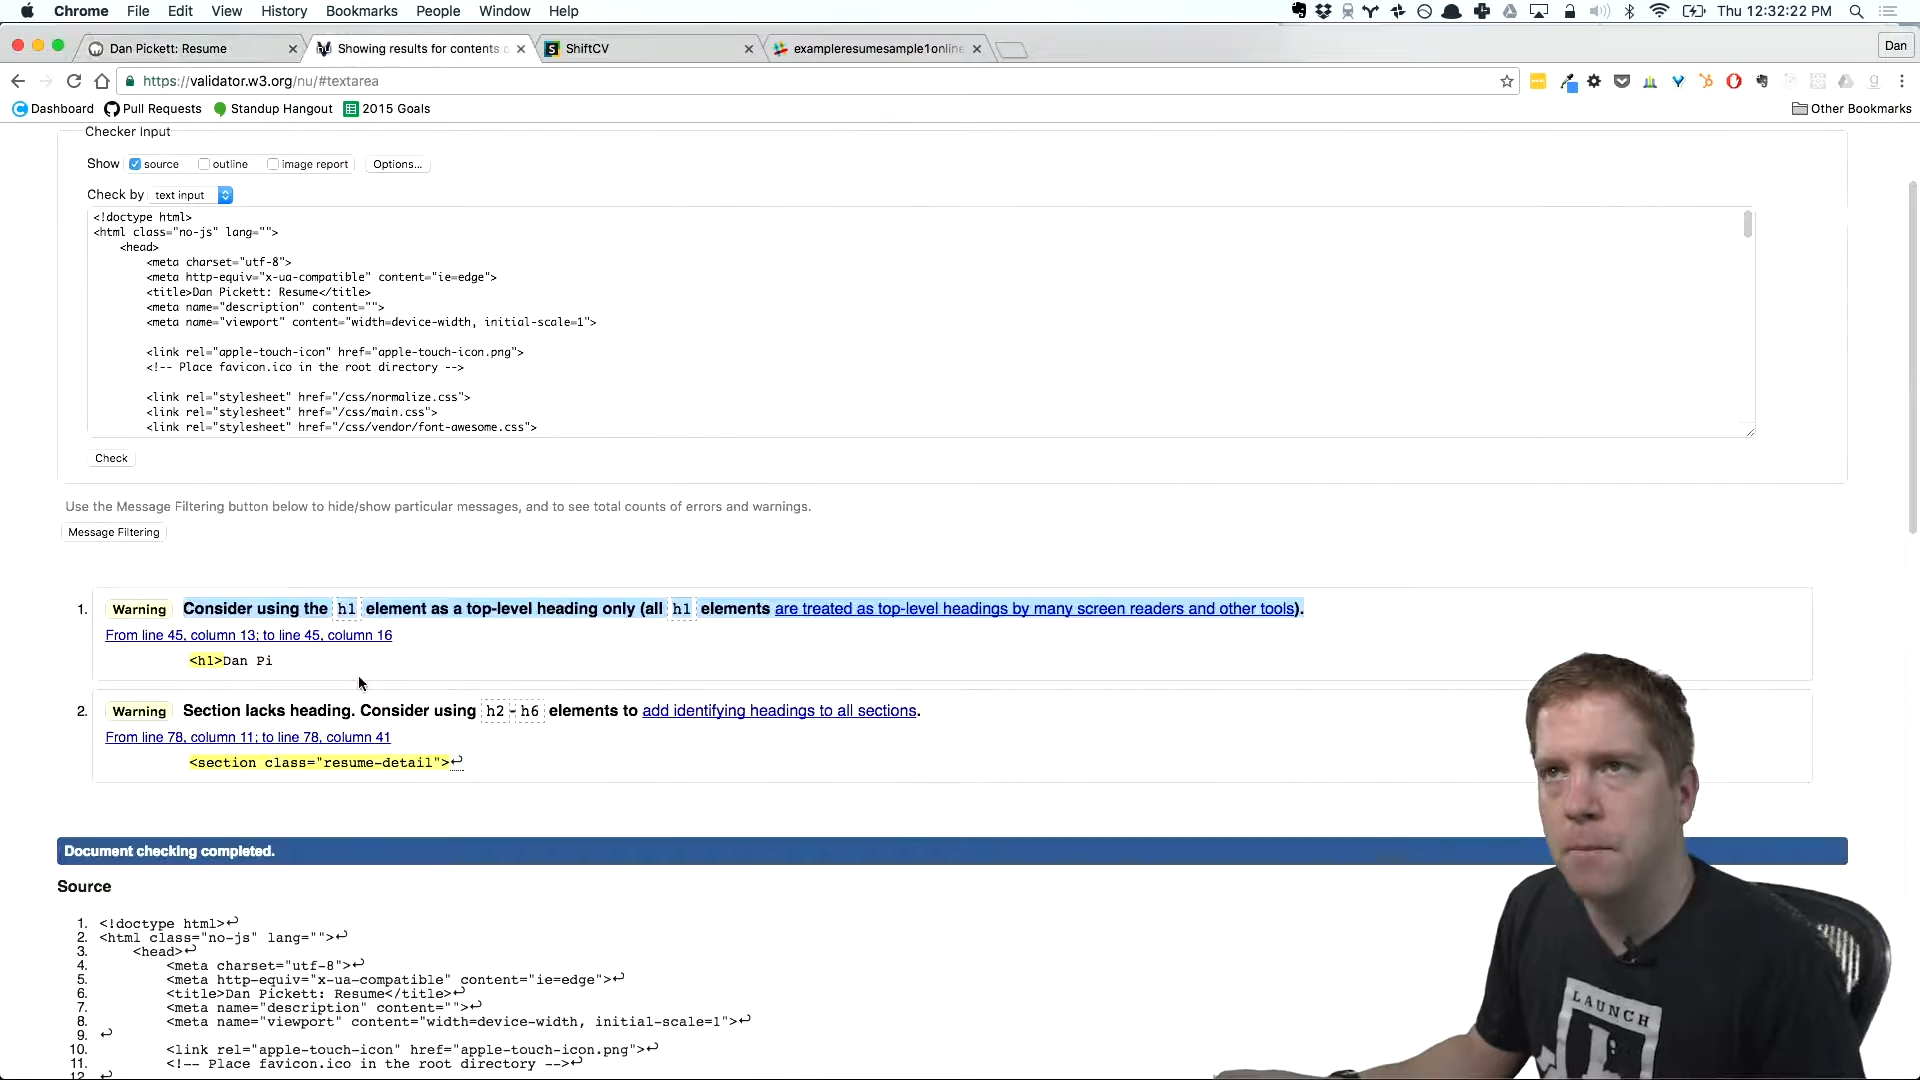 Chrome File Edit View History Bookmarks People Window Help Thu 12:32:22 PM
Dan Pickett: Resume
Showing results for contents o
ShiftCV
exampleresumesample1online
Dan
https://validator.w3.org/nu/#textarea
Dashboard Pull Requests Standup Hangout 2015 Goals Other Bookmarks
Checker Input
Show source outline image report Options...
Check by text input
<!doctype html>
<html class="no-js" lang="">
<head>
<meta charset="utf-8">
<meta http-equiv="x-ua-compatible" content="ie=edge">
<title>Dan Pickett: Resume</title>
<meta name="description" content="">
<meta name="viewport" content="width=device-width, initial-scale=1">
<link rel="apple-touch-icon" href="apple-touch-icon.png">
<!-- Place favicon.ico in the root directory -->
<link rel="stylesheet" href="/css/normalize.css">
<link rel="stylesheet" href="/css/main.css">
<link rel="stylesheet" href="/css/vendor/font-awesome.css">
Check
Use the Message Filtering button below to hide/show particular messages, and to see total counts of errors and warnings.
Message Filtering
1. Warning Consider using the h1 element as a top-level heading only (all h1 elements are treated as top-level headings by many screen readers and other tools).
From line 45, column 13; to line 45, column 16
<h1>Dan Pi
2. Warning Section lacks heading. Consider using h2-h6 elements to add identifying headings to all sections.
From line 78, column 11; to line 78, column 41
<section class="resume-detail">↩
Document checking completed.
Source
1. <!doctype html>↩
2. <html class="no-js" lang="">↩
3. <head>↩
4. <meta charset="utf-8">↩
5. <meta http-equiv="x-ua-compatible" content="ie=edge">↩
6. <title>Dan Pickett: Resume</title>↩
7. <meta name="description" content="">↩
8. <meta name="viewport" content="width=device-width, initial-scale=1">↩
9. ↩
10. <link rel="apple-touch-icon" href="apple-touch-icon.png">↩
11. <!-- Place favicon.ico in the root directory -->↩
12. ↩
LAUNCH